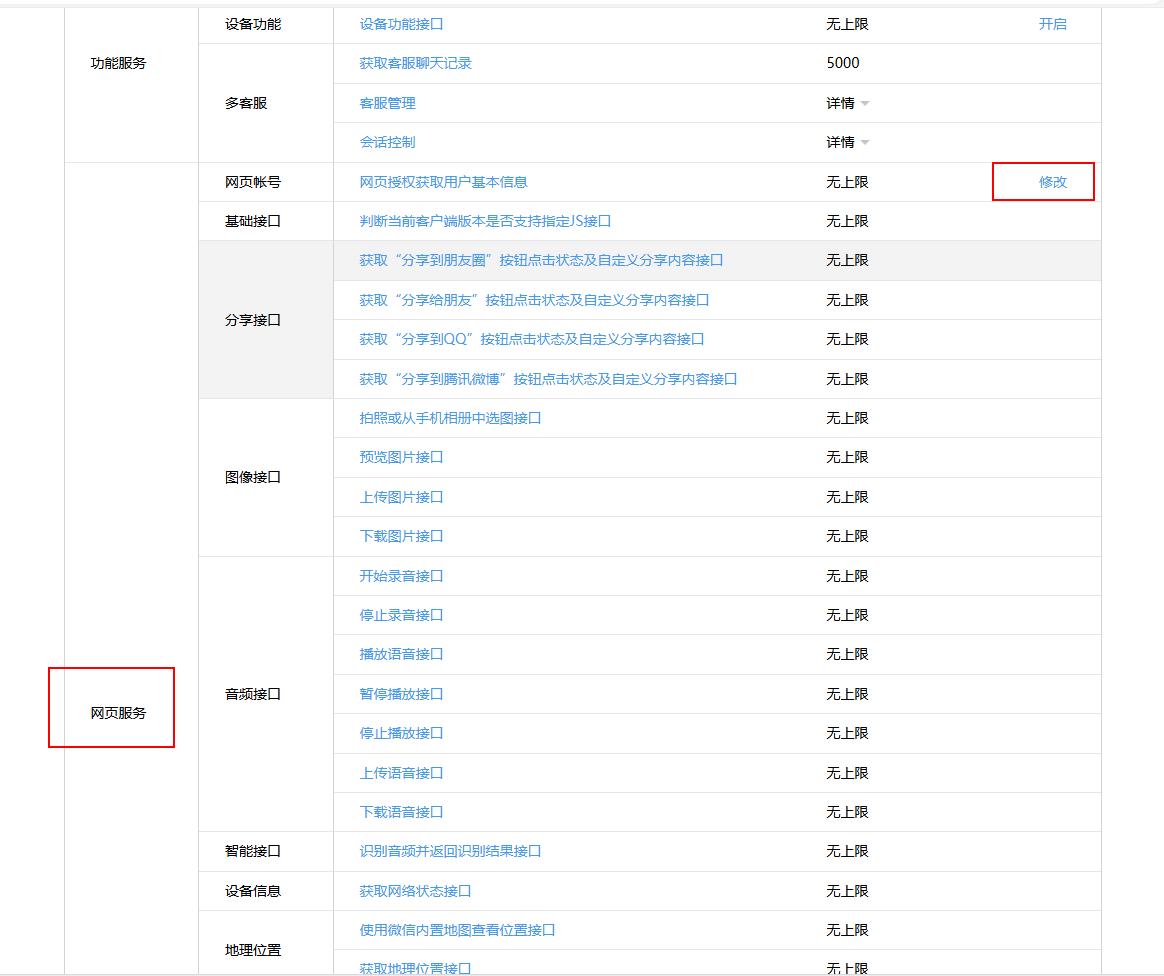 设备功能 设备功能接口 无上限 开启
功能服务 获取客服聊天记录 5000
多客服 客服管理 详情
会话控制 详情
网页帐号 网页授权获取用户基本信息 无上限 修改
基础接口 判断当前客户端版本是否支持指定JS接口 无上限
获取“分享到朋友圈”按钮点击状态及自定义分享内容接口 无上限
获取“分享给朋友”按钮点击状态及自定义分享内容接口 无上限
分享接口
获取“分享到QQ”按钮点击状态及自定义分享内容接口 无上限
获取“分享到腾讯微博”按钮点击状态及自定义分享内容接口 无上限
拍照或从手机相册中选图接口 无上限
预览图片接口 无上限
图像接口
上传图片接口 无上限
下载图片接口 无上限
开始录音接口 无上限
停止录音接口 无上限
播放语音接口 无上限
音频接口 暂停播放接口 无上限
网页服务
停止播放接口 无上限
上传语音接口 无上限
下载语音接口 无上限
智能接口 识别音频并返回识别结果接口 无上限
设备信息 获取网络状态接口 无上限
使用微信内置地图查看位置接口 无上限
地理位置
获取地理位置接口 无上限